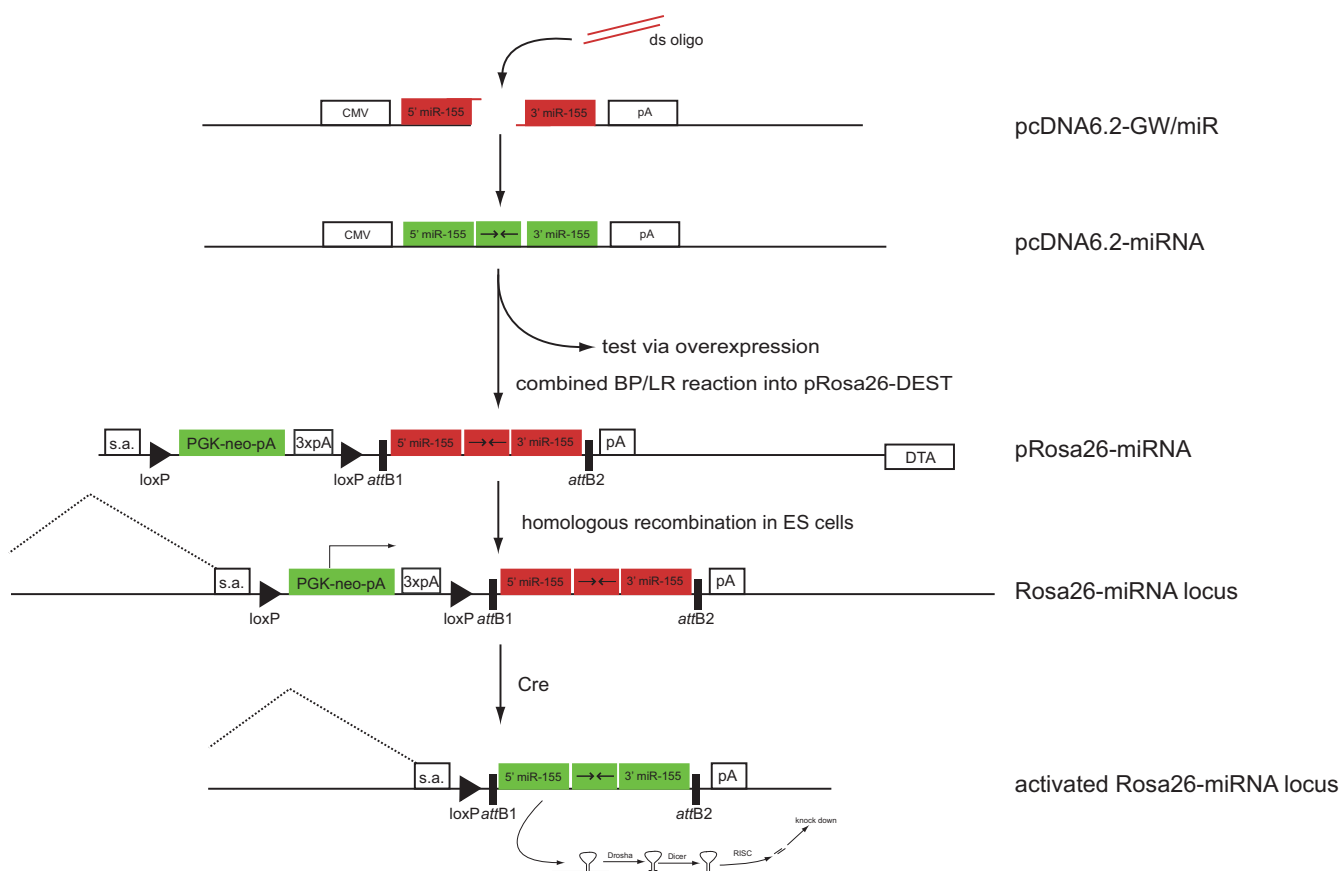 ds oligo
CMV 5' miR-155 3' miR-155 pA
pcDNA6.2-GW/miR
CMV 5' miR-155 3' miR-155 pA
pcDNA6.2-miRNA
test via overexpression
combined BP/LR reaction into pRosa26-DEST
s.a. PGK-neo-pA 3xpA 5' miR-155 3' miR-155 pA
DTA
pRosa26-miRNA
loxP loxP attB1 attB2
homologous recombination in ES cells
s.a. PGK-neo-pA 3xpA 5' miR-155 3' miR-155 pA
Rosa26-miRNA locus
loxP loxP attB1 attB2
Cre
s.a. 5' miR-155 3' miR-155 pA
activated Rosa26-miRNA locus
loxP attB1 attB2
knock down
Drosha Dicer RISC